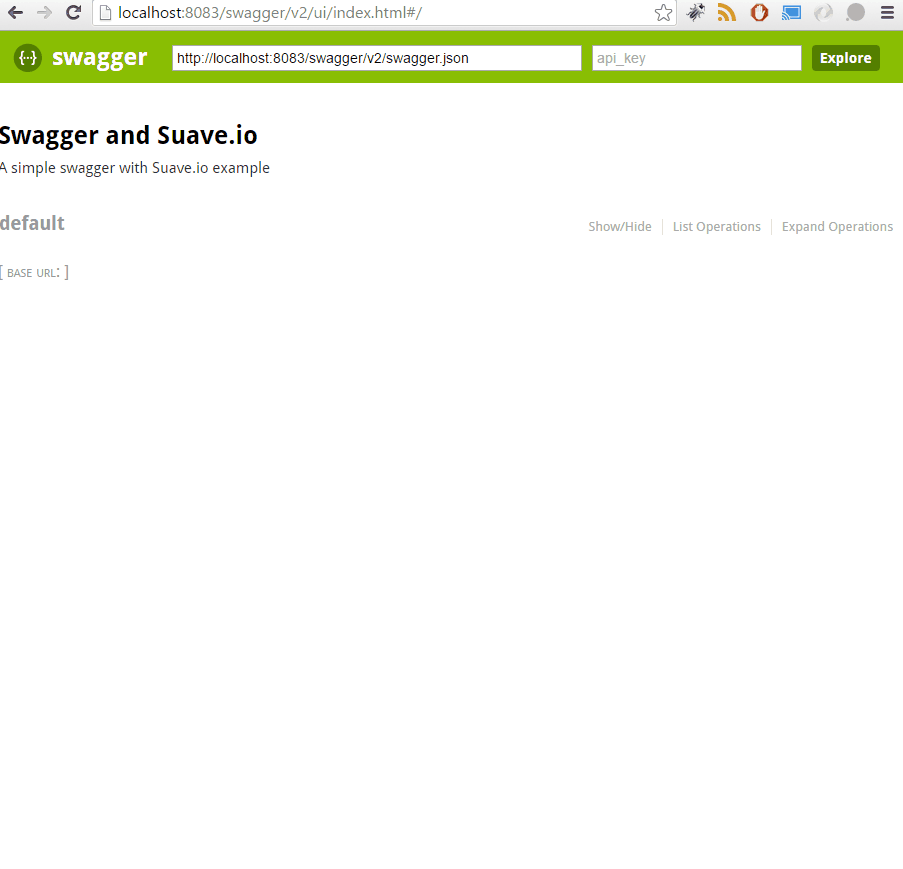 localhost:8083/swagger/v2/ui/index.html#/
{··} swagger http://localhost:8083/swagger/v2/swagger.json api_key Explore
Swagger and Suave.io
A simple swagger with Suave.io example
default Show/Hide List Operations Expand Operations
[ BASE URL: ]